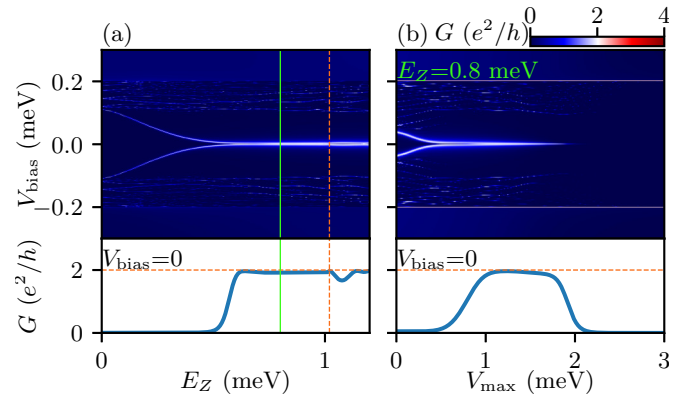 (a)
(b) G (e²/h)
0 2 4
E_Z=0.8 meV
0.2
0.0
−0.2
V_bias (meV)
V_bias=0
V_bias=0
2
0
G (e²/h)
0 1
0 1 2 3
E_Z (meV)
V_max (meV)